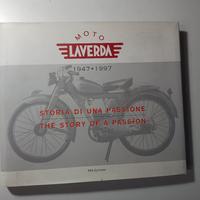 MOTO
LAVERDA
1947•1997
STORIA DI UNA PASSIONE
THE STORY OF A PASSION